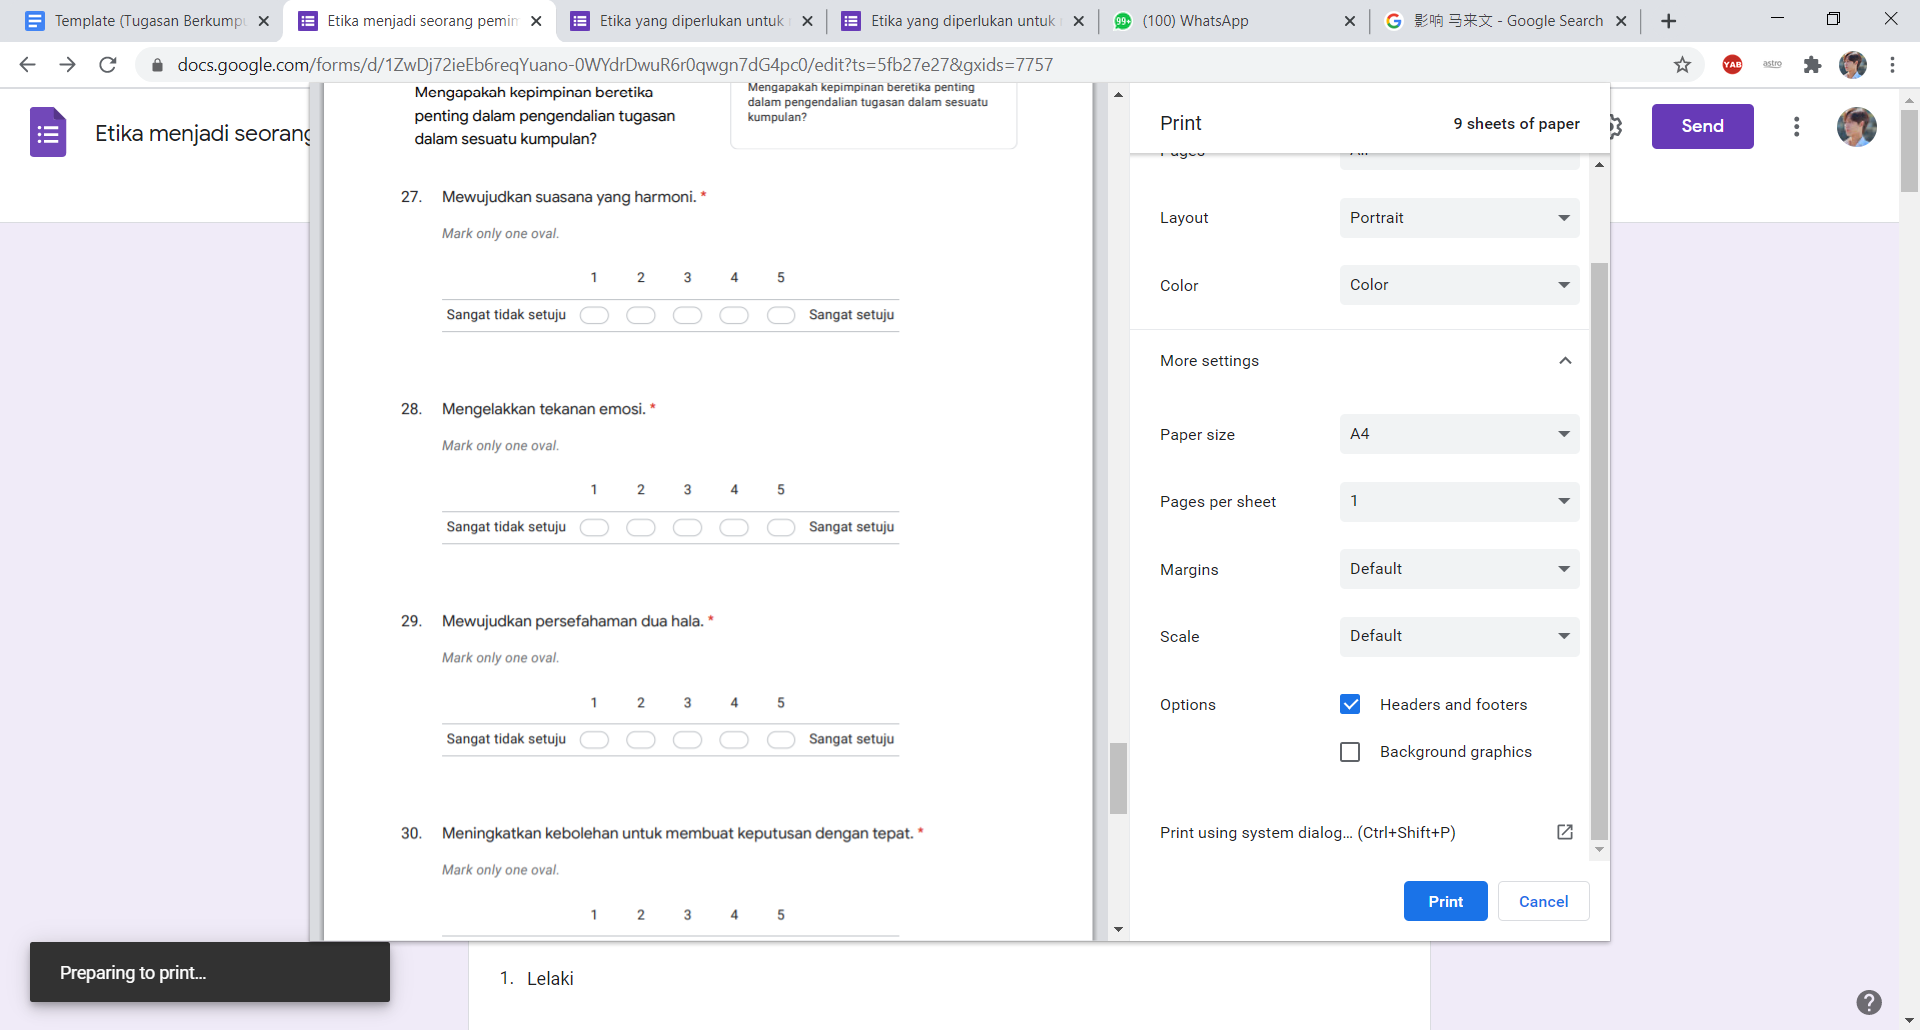 Template (Tugasan Berkumpu
Etika menjadi seorang pemim
Etika yang diperlukan untuk
Etika yang diperlukan untuk
99+
(100) WhatsApp
影响 马来文 - Google Search
docs.google.com/forms/d/1ZwDj72ieEb6reqYuano-0WYdrDwuR6r0qwgn7dG4pc0/edit?ts=5fb27e27&gxids=7757
YAB
astro
Etika menjadi seorang
Send
Mengapakah kepimpinan beretika
penting dalam pengendalian tugasan
dalam sesuatu kumpulan?
Mengapakah kepimpinan beretika penting
dalam pengendalian tugasan dalam sesuatu
kumpulan?
27. Mewujudkan suasana yang harmoni. *
Mark only one oval.
1 2 3 4 5
Sangat tidak setuju Sangat setuju
28. Mengelakkan tekanan emosi. *
Mark only one oval.
1 2 3 4 5
Sangat tidak setuju Sangat setuju
29. Mewujudkan persefahaman dua hala. *
Mark only one oval.
1 2 3 4 5
Sangat tidak setuju Sangat setuju
30. Meningkatkan kebolehan untuk membuat keputusan dengan tepat. *
Mark only one oval.
1 2 3 4 5
Print
9 sheets of paper
Pages All
Layout Portrait
Color Color
More settings
Paper size A4
Pages per sheet 1
Margins Default
Scale Default
Options Headers and footers
Background graphics
Print using system dialog... (Ctrl+Shift+P)
Print Cancel
Preparing to print...
1. Lelaki